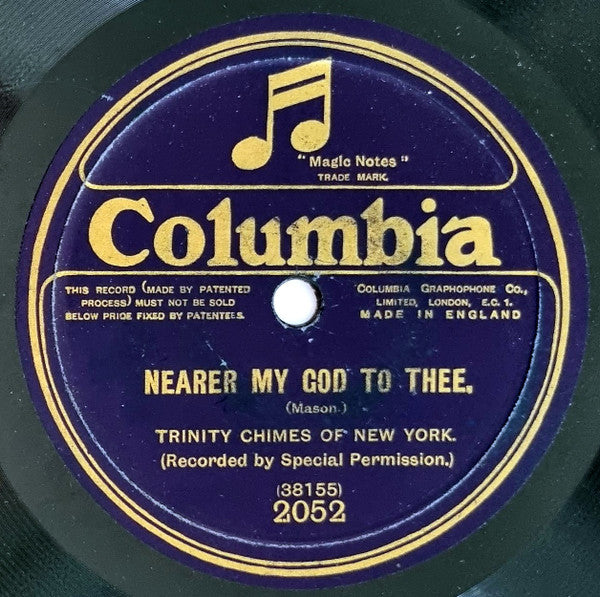 "Magic Notes"
TRADE MARK.
Columbia
THIS RECORD (MADE BY PATENTED
PROCESS) MUST NOT BE SOLD
BELOW PRICE FIXED BY PATENTEES.
COLUMBIA GRAPHOPHONE CO.,
LIMITED, LONDON, E.C. 1.
MADE IN ENGLAND
NEARER MY GOD TO THEE.
(Mason.)
TRINITY CHIMES OF NEW YORK.
(Recorded by Special Permission.)
(38155)
2052